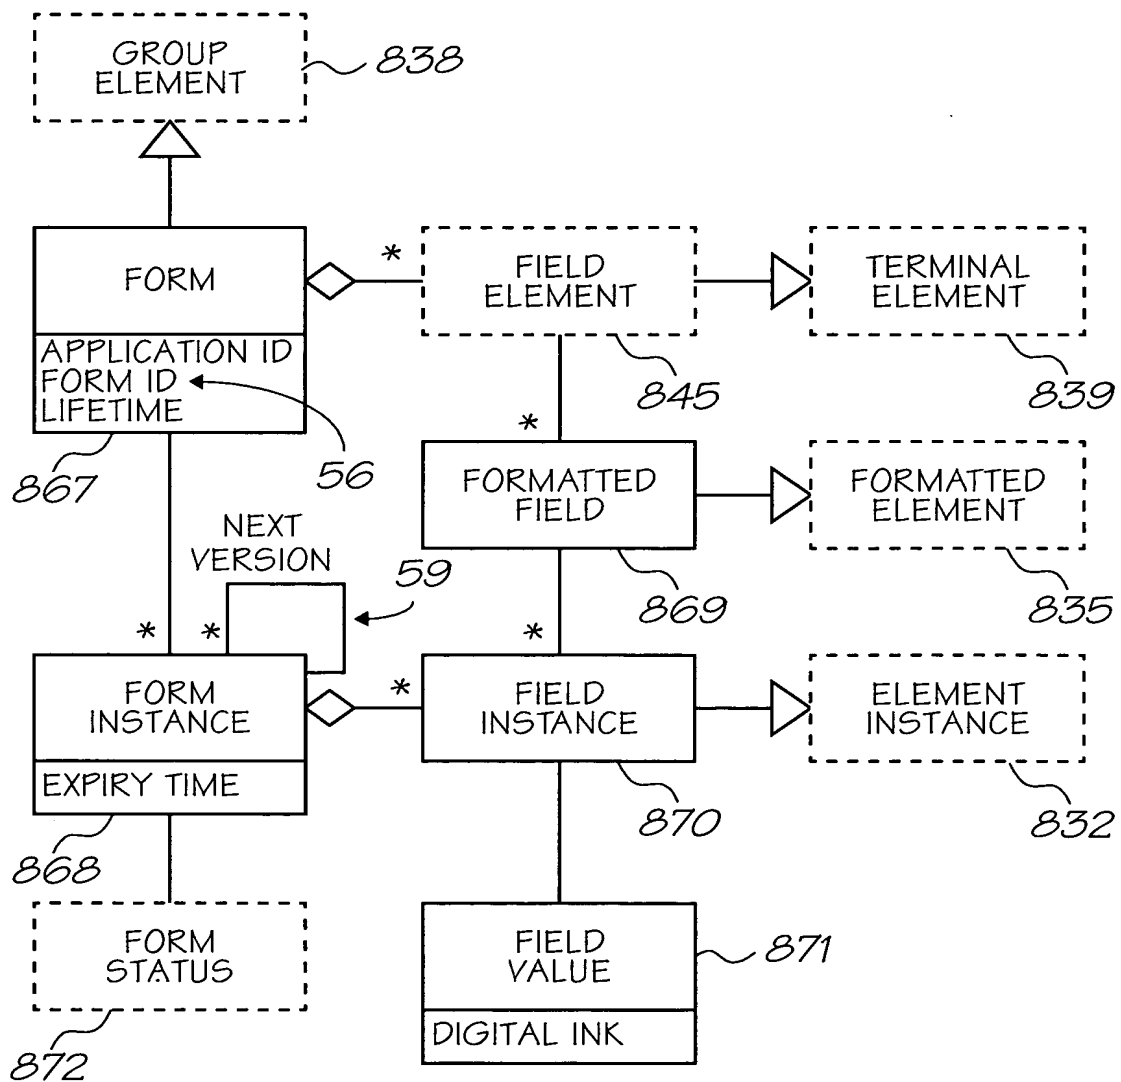 GROUP
ELEMENT
838
FORM
*
FIELD
ELEMENT
TERMINAL
ELEMENT
APPLICATION ID
FORM ID
LIFETIME
845
839
867
56
*
FORMATTED
FIELD
FORMATTED
ELEMENT
NEXT
VERSION
59
869
835
*
*
*
FORM
INSTANCE
*
FIELD
INSTANCE
ELEMENT
INSTANCE
EXPIRY TIME
870
832
868
FORM
STATUS
FIELD
VALUE
871
DIGITAL INK
872